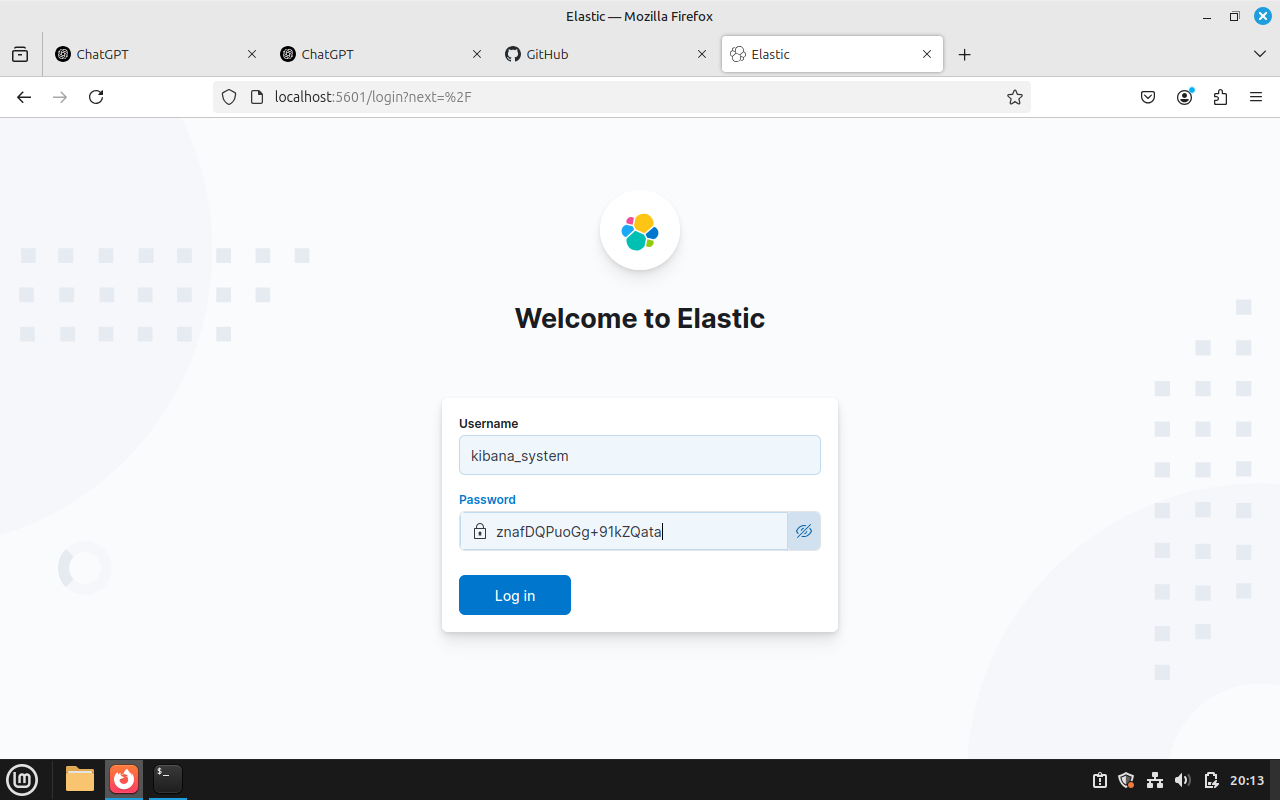 Elastic — Mozilla Firefox
ChatGPT
ChatGPT
GitHub
Elastic
localhost:5601/login?next=%2F
Welcome to Elastic
Username
kibana_system
Password
znafDQPuoGg+91kZQata
Log in
20:13